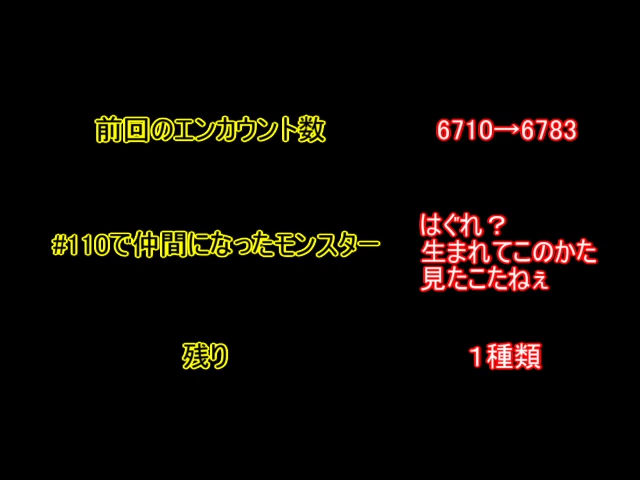 前回のエンカウント数
6710→6783
#110で仲間になったモンスター
はぐれ？
生まれてこのかた
見たこたねぇ
残り
１種類